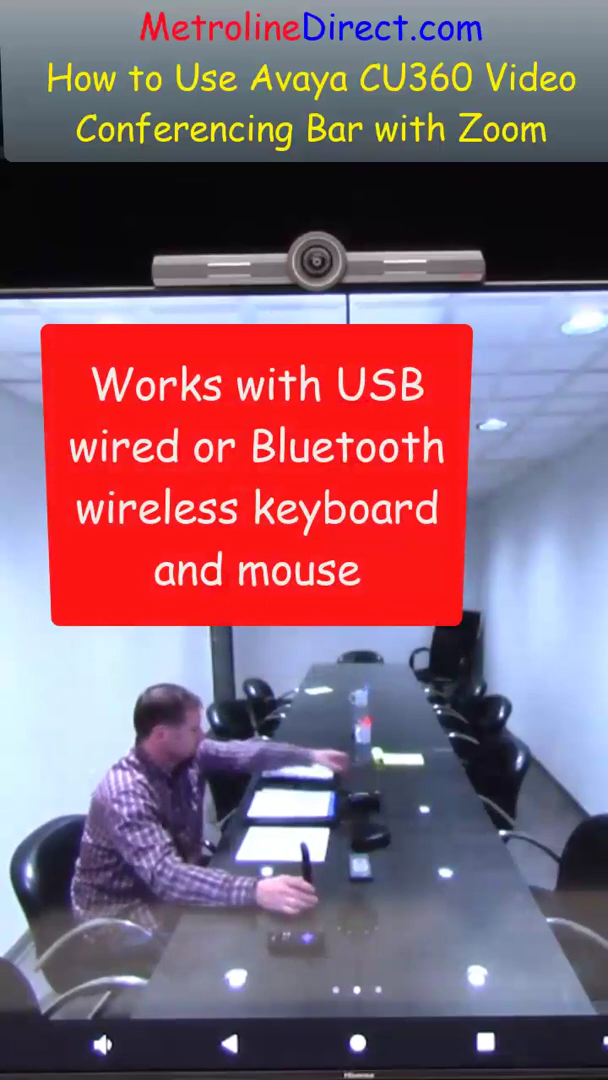 MetrolineDirect.com
How to Use Avaya CU360 Video
Conferencing Bar with Zoom
Works with USB
wired or Bluetooth
wireless keyboard
and mouse
Hisense